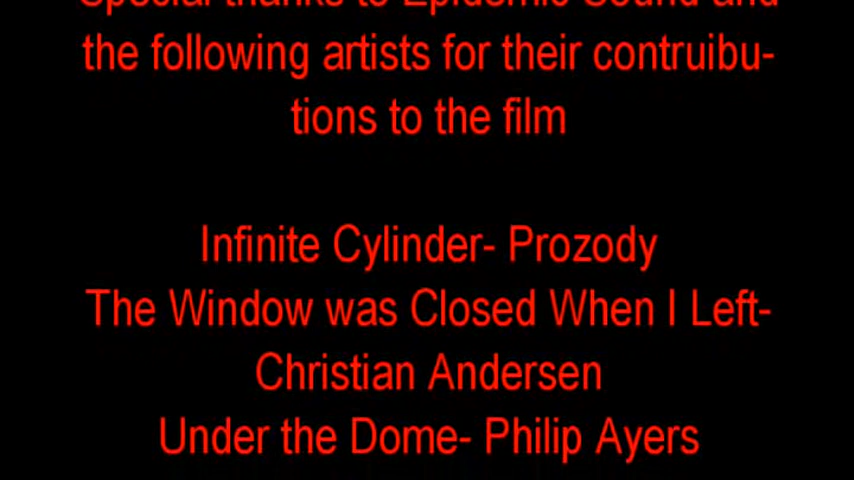 Special thanks to Epidemic Sound and
the following artists for their contruibu-
tions to the film
Infinite Cylinder- Prozody
The Window was Closed When I Left-
Christian Andersen
Under the Dome- Philip Ayers